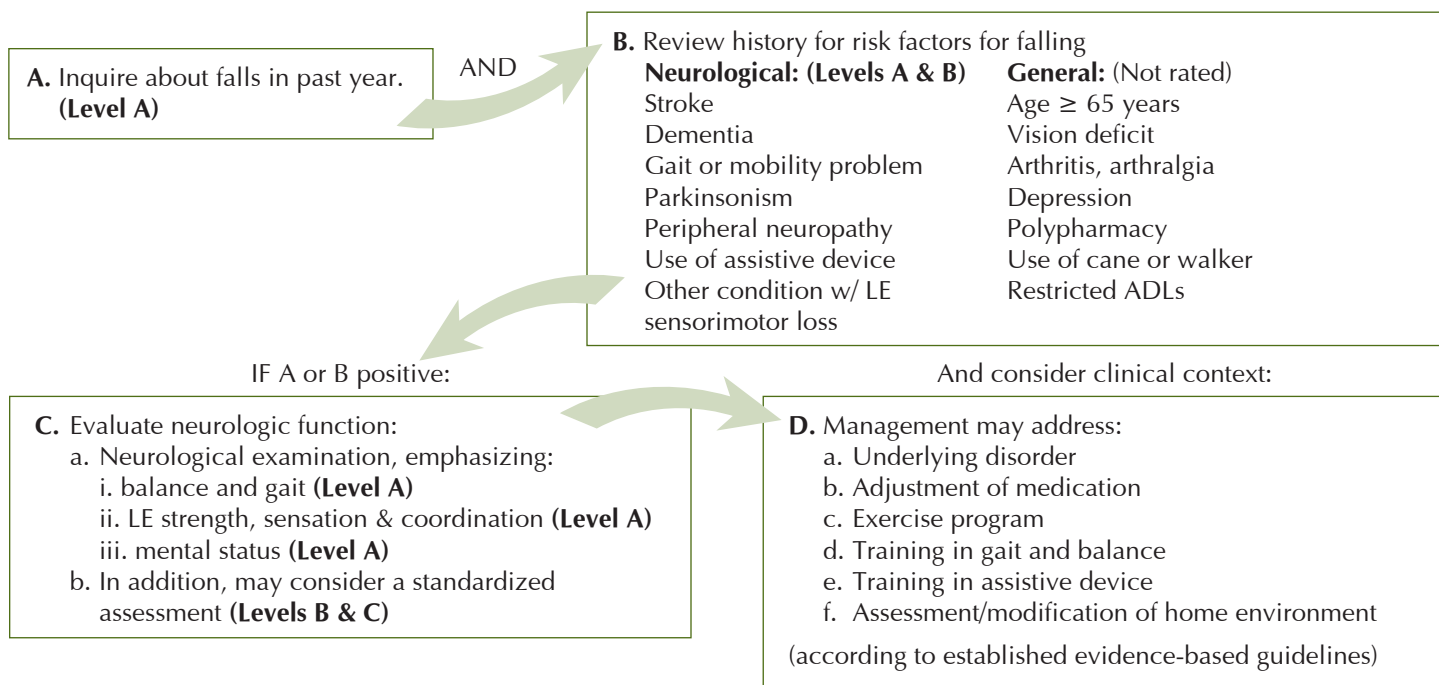 A. Inquire about falls in past year.
(Level A)
AND
B. Review history for risk factors for falling
Neurological: (Levels A & B)
Stroke
Dementia
Gait or mobility problem
Parkinsonism
Peripheral neuropathy
Use of assistive device
Other condition w/ LE
sensorimotor loss
General: (Not rated)
Age ≥ 65 years
Vision deficit
Arthritis, arthralgia
Depression
Polypharmacy
Use of cane or walker
Restricted ADLs
IF A or B positive:
C. Evaluate neurologic function:
a. Neurological examination, emphasizing:
i. balance and gait (Level A)
ii. LE strength, sensation & coordination (Level A)
iii. mental status (Level A)
b. In addition, may consider a standardized
assessment (Levels B & C)
And consider clinical context:
D. Management may address:
a. Underlying disorder
b. Adjustment of medication
c. Exercise program
d. Training in gait and balance
e. Training in assistive device
f. Assessment/modification of home environment
(according to established evidence-based guidelines)